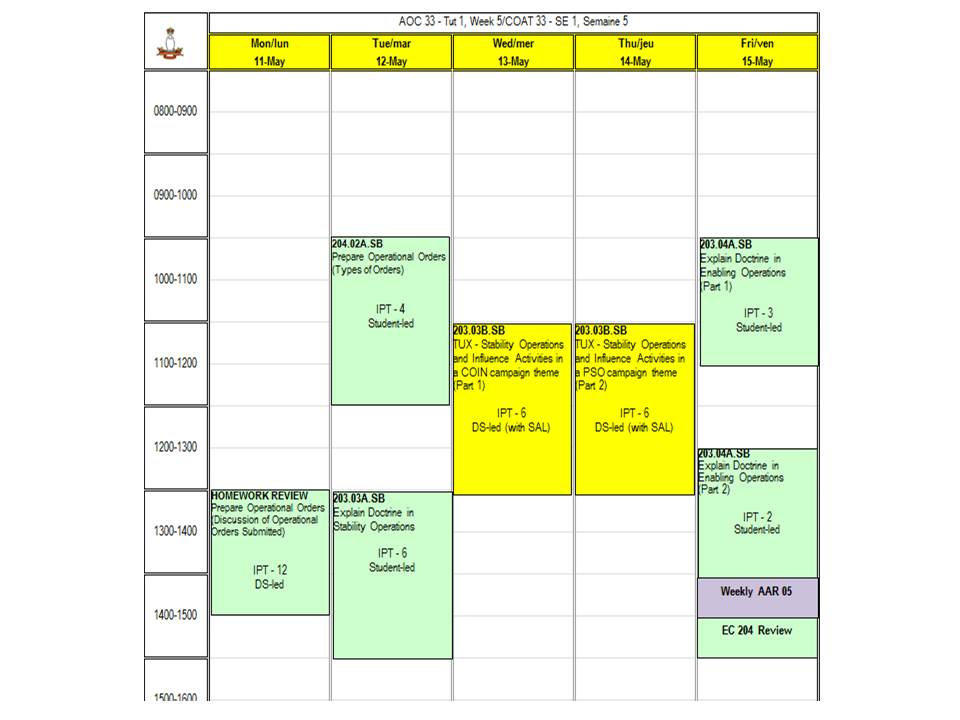 AOC 33 - Tut 1, Week 5/COAT 33 - SE 1, Semaine 5
Mon/lun
11-May
Tue/mar
12-May
Wed/mer
13-May
Thu/jeu
14-May
Fri/ven
15-May
0800-0900
0900-1000
1000-1100
1100-1200
1200-1300
1300-1400
1400-1500
1500-1600
HOMEWORK REVIEW
Prepare Operational Orders
(Discussion of Operational
Orders Submitted)
IPT - 12
DS-led
204.02A.SB
Prepare Operational Orders
(Types of Orders)
IPT - 4
Student-led
203.03A.SB
Explain Doctrine in
Stability Operations
IPT - 6
Student-led
203.03B.SB
TUX - Stability Operations
and Influence Activities in
a COIN campaign theme
(Part 1)
IPT - 6
DS-led (with SAL)
203.03B.SB
TUX - Stability Operations
and Influence Activities in
a PSO campaign theme
(Part 2)
IPT - 6
DS-led (with SAL)
203.04A.SB
Explain Doctrine in
Enabling Operations
(Part 1)
IPT - 3
Student-led
203.04A.SB
Explain Doctrine in
Enabling Operations
(Part 2)
IPT - 2
Student-led
Weekly AAR 05
EC 204 Review